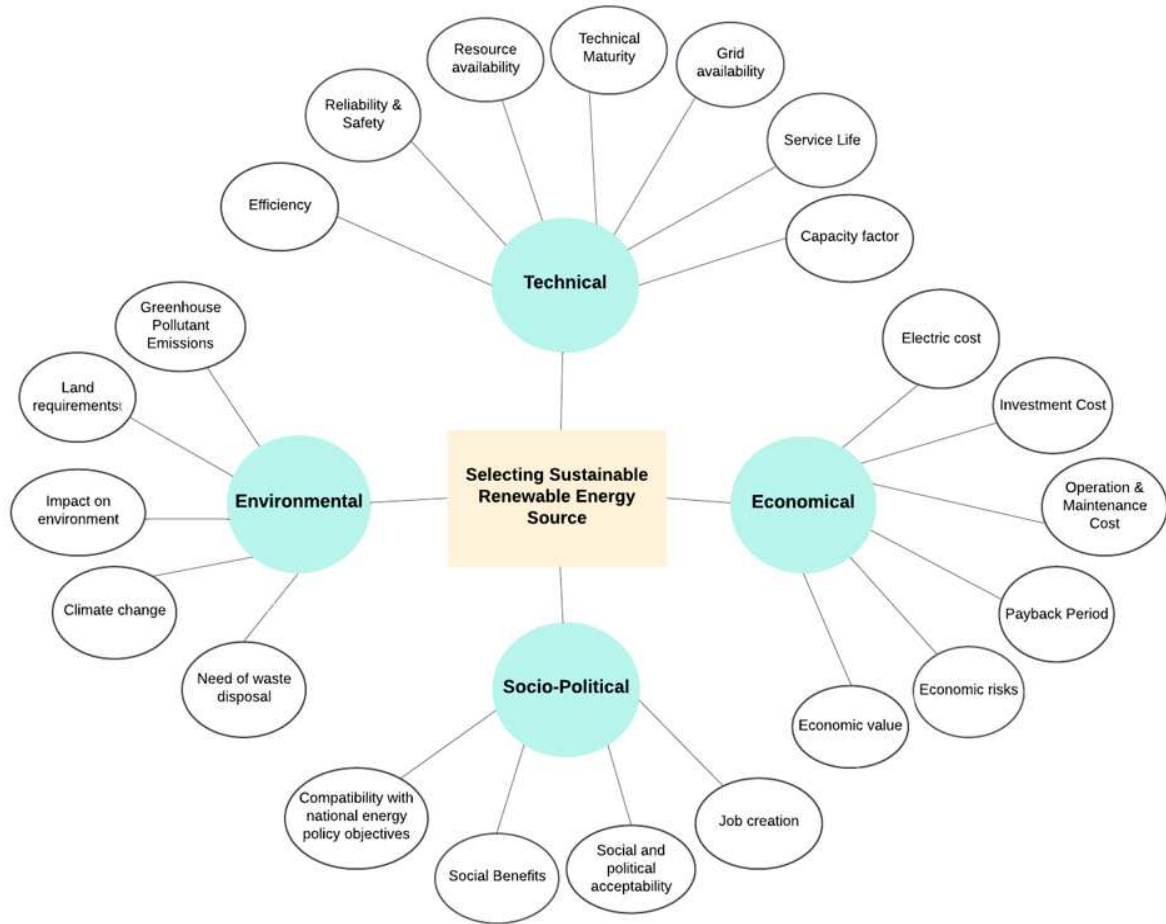 Resource
availability
Technical
Maturity
Grid
availability
Reliability &
Safety
Service Life
Efficiency
Capacity factor
Technical
Greenhouse
Pollutant
Emissions
Electric cost
Land
requirements
Investment Cost
Environmental
Selecting Sustainable
Renewable Energy
Source
Economical
Impact on
environment
Operation &
Maintenance
Cost
Climate change
Payback Period
Need of waste
disposal
Socio-Political
Economic risks
Economic value
Compatibility with
national energy
policy objectives
Social Benefits
Social and
political
acceptability
Job creation